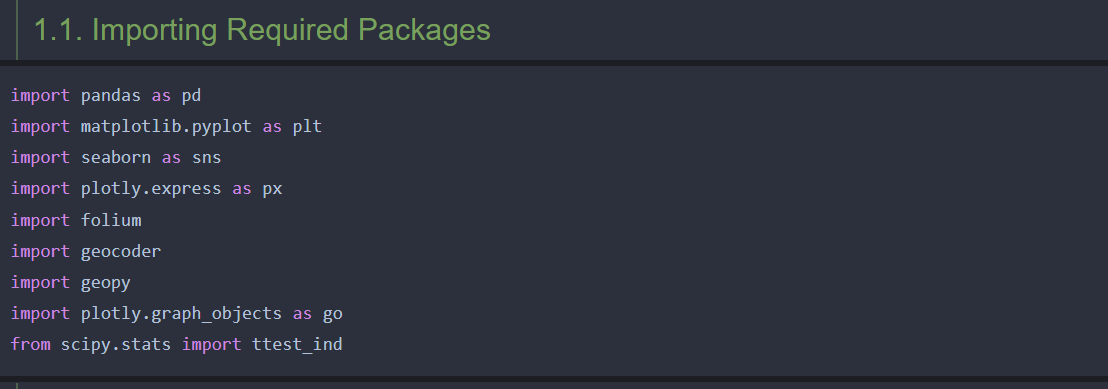 1.1. Importing Required Packages
import pandas as pd
import matplotlib.pyplot as plt
import seaborn as sns
import plotly.express as px
import folium
import geocoder
import geopy
import plotly.graph_objects as go
from scipy.stats import ttest_ind